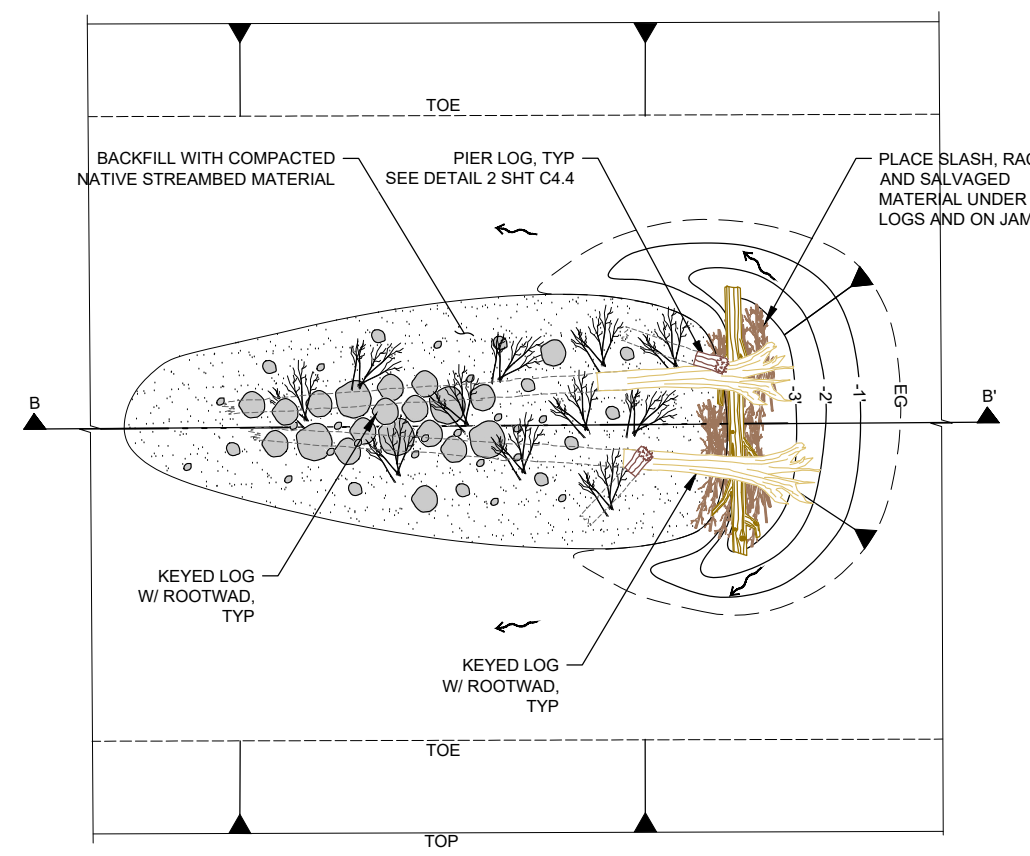 TOE
BACKFILL WITH COMPACTED
NATIVE STREAMBED MATERIAL
PIER LOG, TYP
SEE DETAIL 2 SHT C4.4
PLACE SLASH,
AND SALVAGED
MATERIAL UNDER
LOGS AND ON
B
-3'
-2'
-1'
EG
B'
KEYED LOG
W/ ROOTWAD,
TYP
KEYED LOG
W/ ROOTWAD,
TYP
TOE
TOP